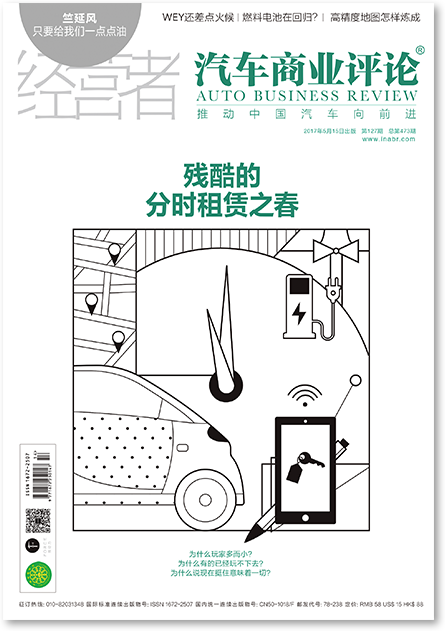 竺延风
只要给我们一点点油
WEY还差点火候 | 燃料电池在回归? | 高精度地图怎样炼成
经营者
汽车商业评论®
AUTO BUSINESS REVIEW
推动中国汽车向前进
2017年5月15日出版 第127期 总第473期
www.inabr.com
残酷的
分时租赁之春
为什么玩家多而小?
为什么有的已经玩不下去?
为什么说现在挺住意味着一切?
ISSN 1672-2507
征订热线: 010-82031348 国际标准连续出版物号: ISSN 1672-2507 国内统一连续出版物号: CN50-1018/F 邮发代号: 78-238 定价: RMB 58 US$ 15 HK$ 88